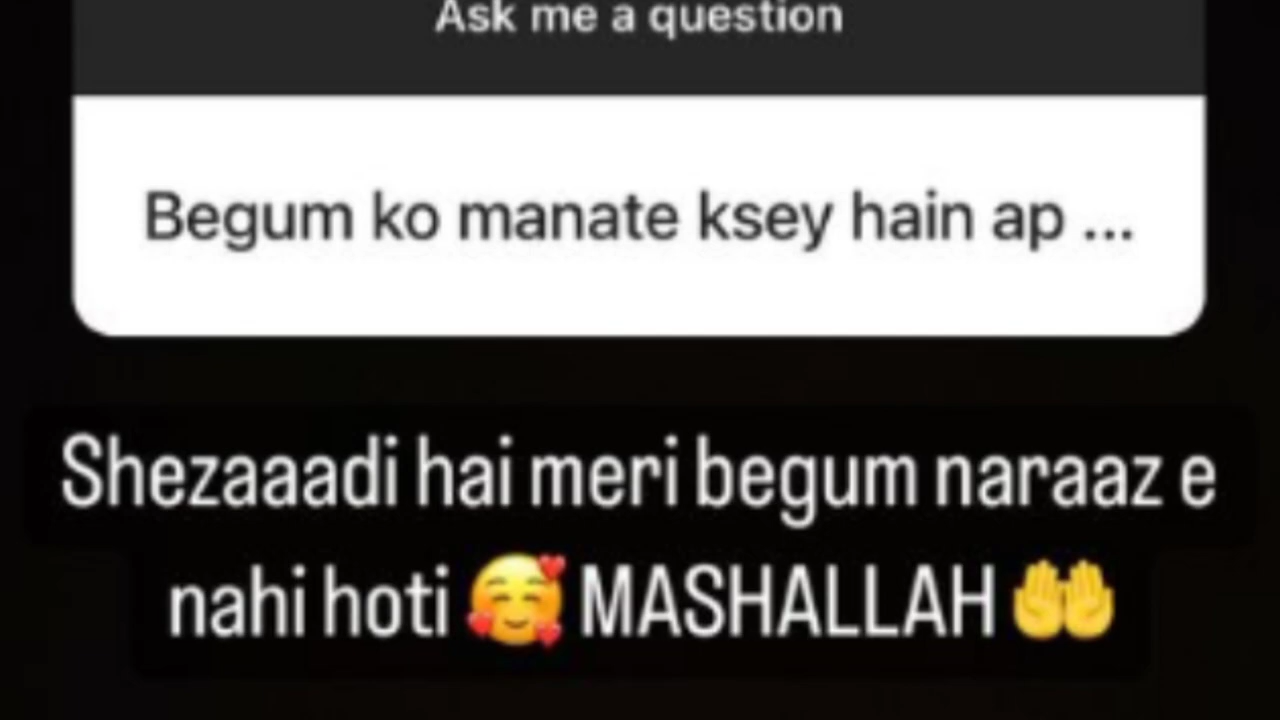 Ask me a question
Begum ko manate ksey hain ap ...
Shezaaadi hai meri begum naraaz e
nahi hoti 🥰 MASHALLAH 🤲